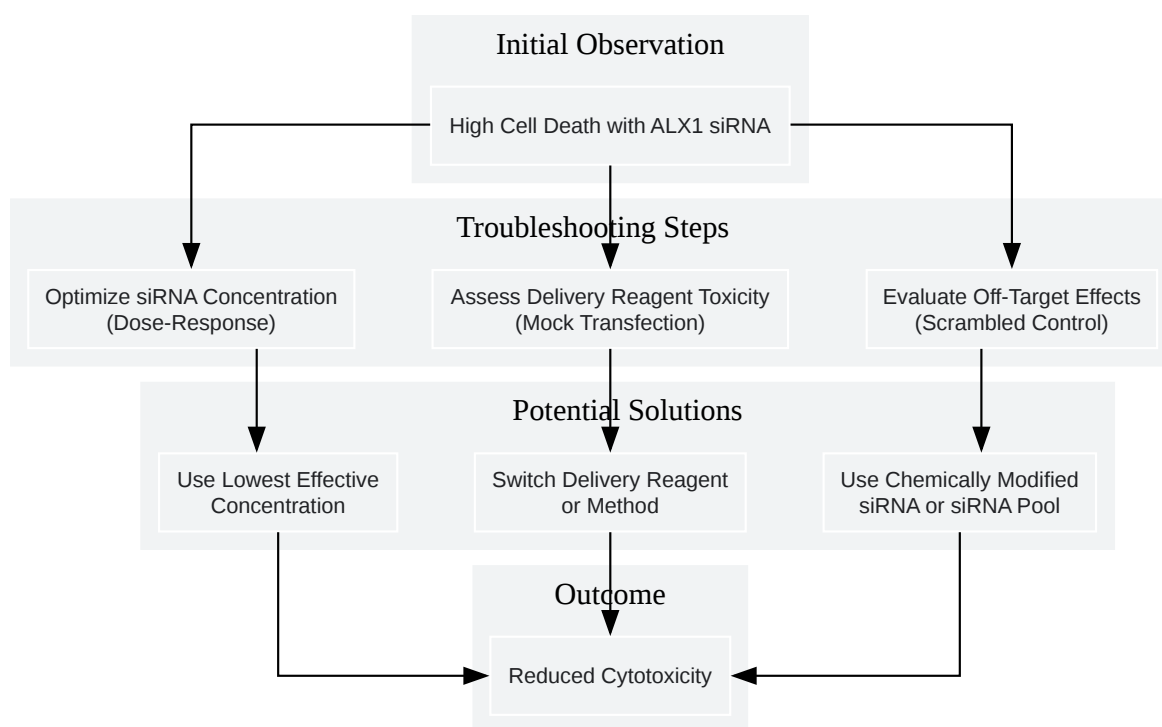 Initial Observation
High Cell Death with ALX1 siRNA
Troubleshooting Steps
Optimize siRNA Concentration
(Dose-Response)
Assess Delivery Reagent Toxicity
(Mock Transfection)
Evaluate Off-Target Effects
(Scrambled Control)
Potential Solutions
Use Lowest Effective
Concentration
Switch Delivery Reagent
or Method
Use Chemically Modified
siRNA or siRNA Pool
Outcome
Reduced Cytotoxicity